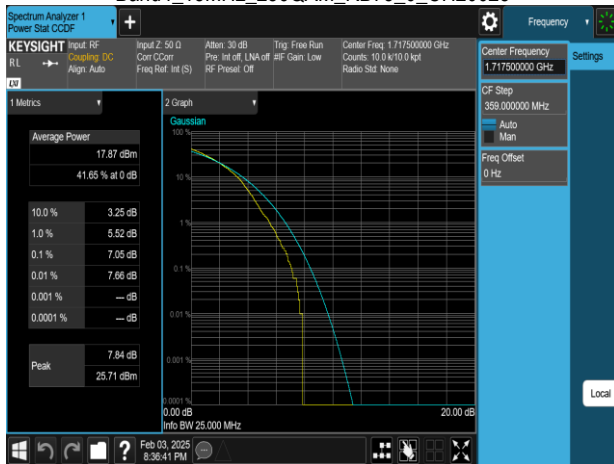 Spectrum Analyzer 1
Power Stat CCDF
Frequency
KEYSIGHT
RL
LXI
Input: RF
Coupling: DC
Align: Auto
Input Z: 50 Ω
Corr CCorr
Freq Ref: Int (S)
Atten: 30 dB
Pre: Int off, LNA off
RF Presel: Off
Trig: Free Run
#IF Gain: Low
Center Freq: 1.717500000 GHz
Counts: 10.0 k/10.0 kpt
Radio Std: None
Center Frequency
1.717500000 GHz
Settings
CF Step
359.000000 MHz
Auto
Man
Freq Offset
0 Hz
Local
1 Metrics
Average Power
17.87 dBm
41.65 % at 0 dB
10.0 % 3.25 dB
1.0 % 5.52 dB
0.1 % 7.05 dB
0.01 % 7.66 dB
0.001 % --- dB
0.0001 % --- dB
Peak
7.84 dB
25.71 dBm
2 Graph
Gaussian
100 %
10 %
1 %
0.1 %
0.01 %
0.001 %
0.0001 %
0.00 dB 20.00 dB
Info BW 25.000 MHz
?
Feb 03, 2025
8:36:41 PM